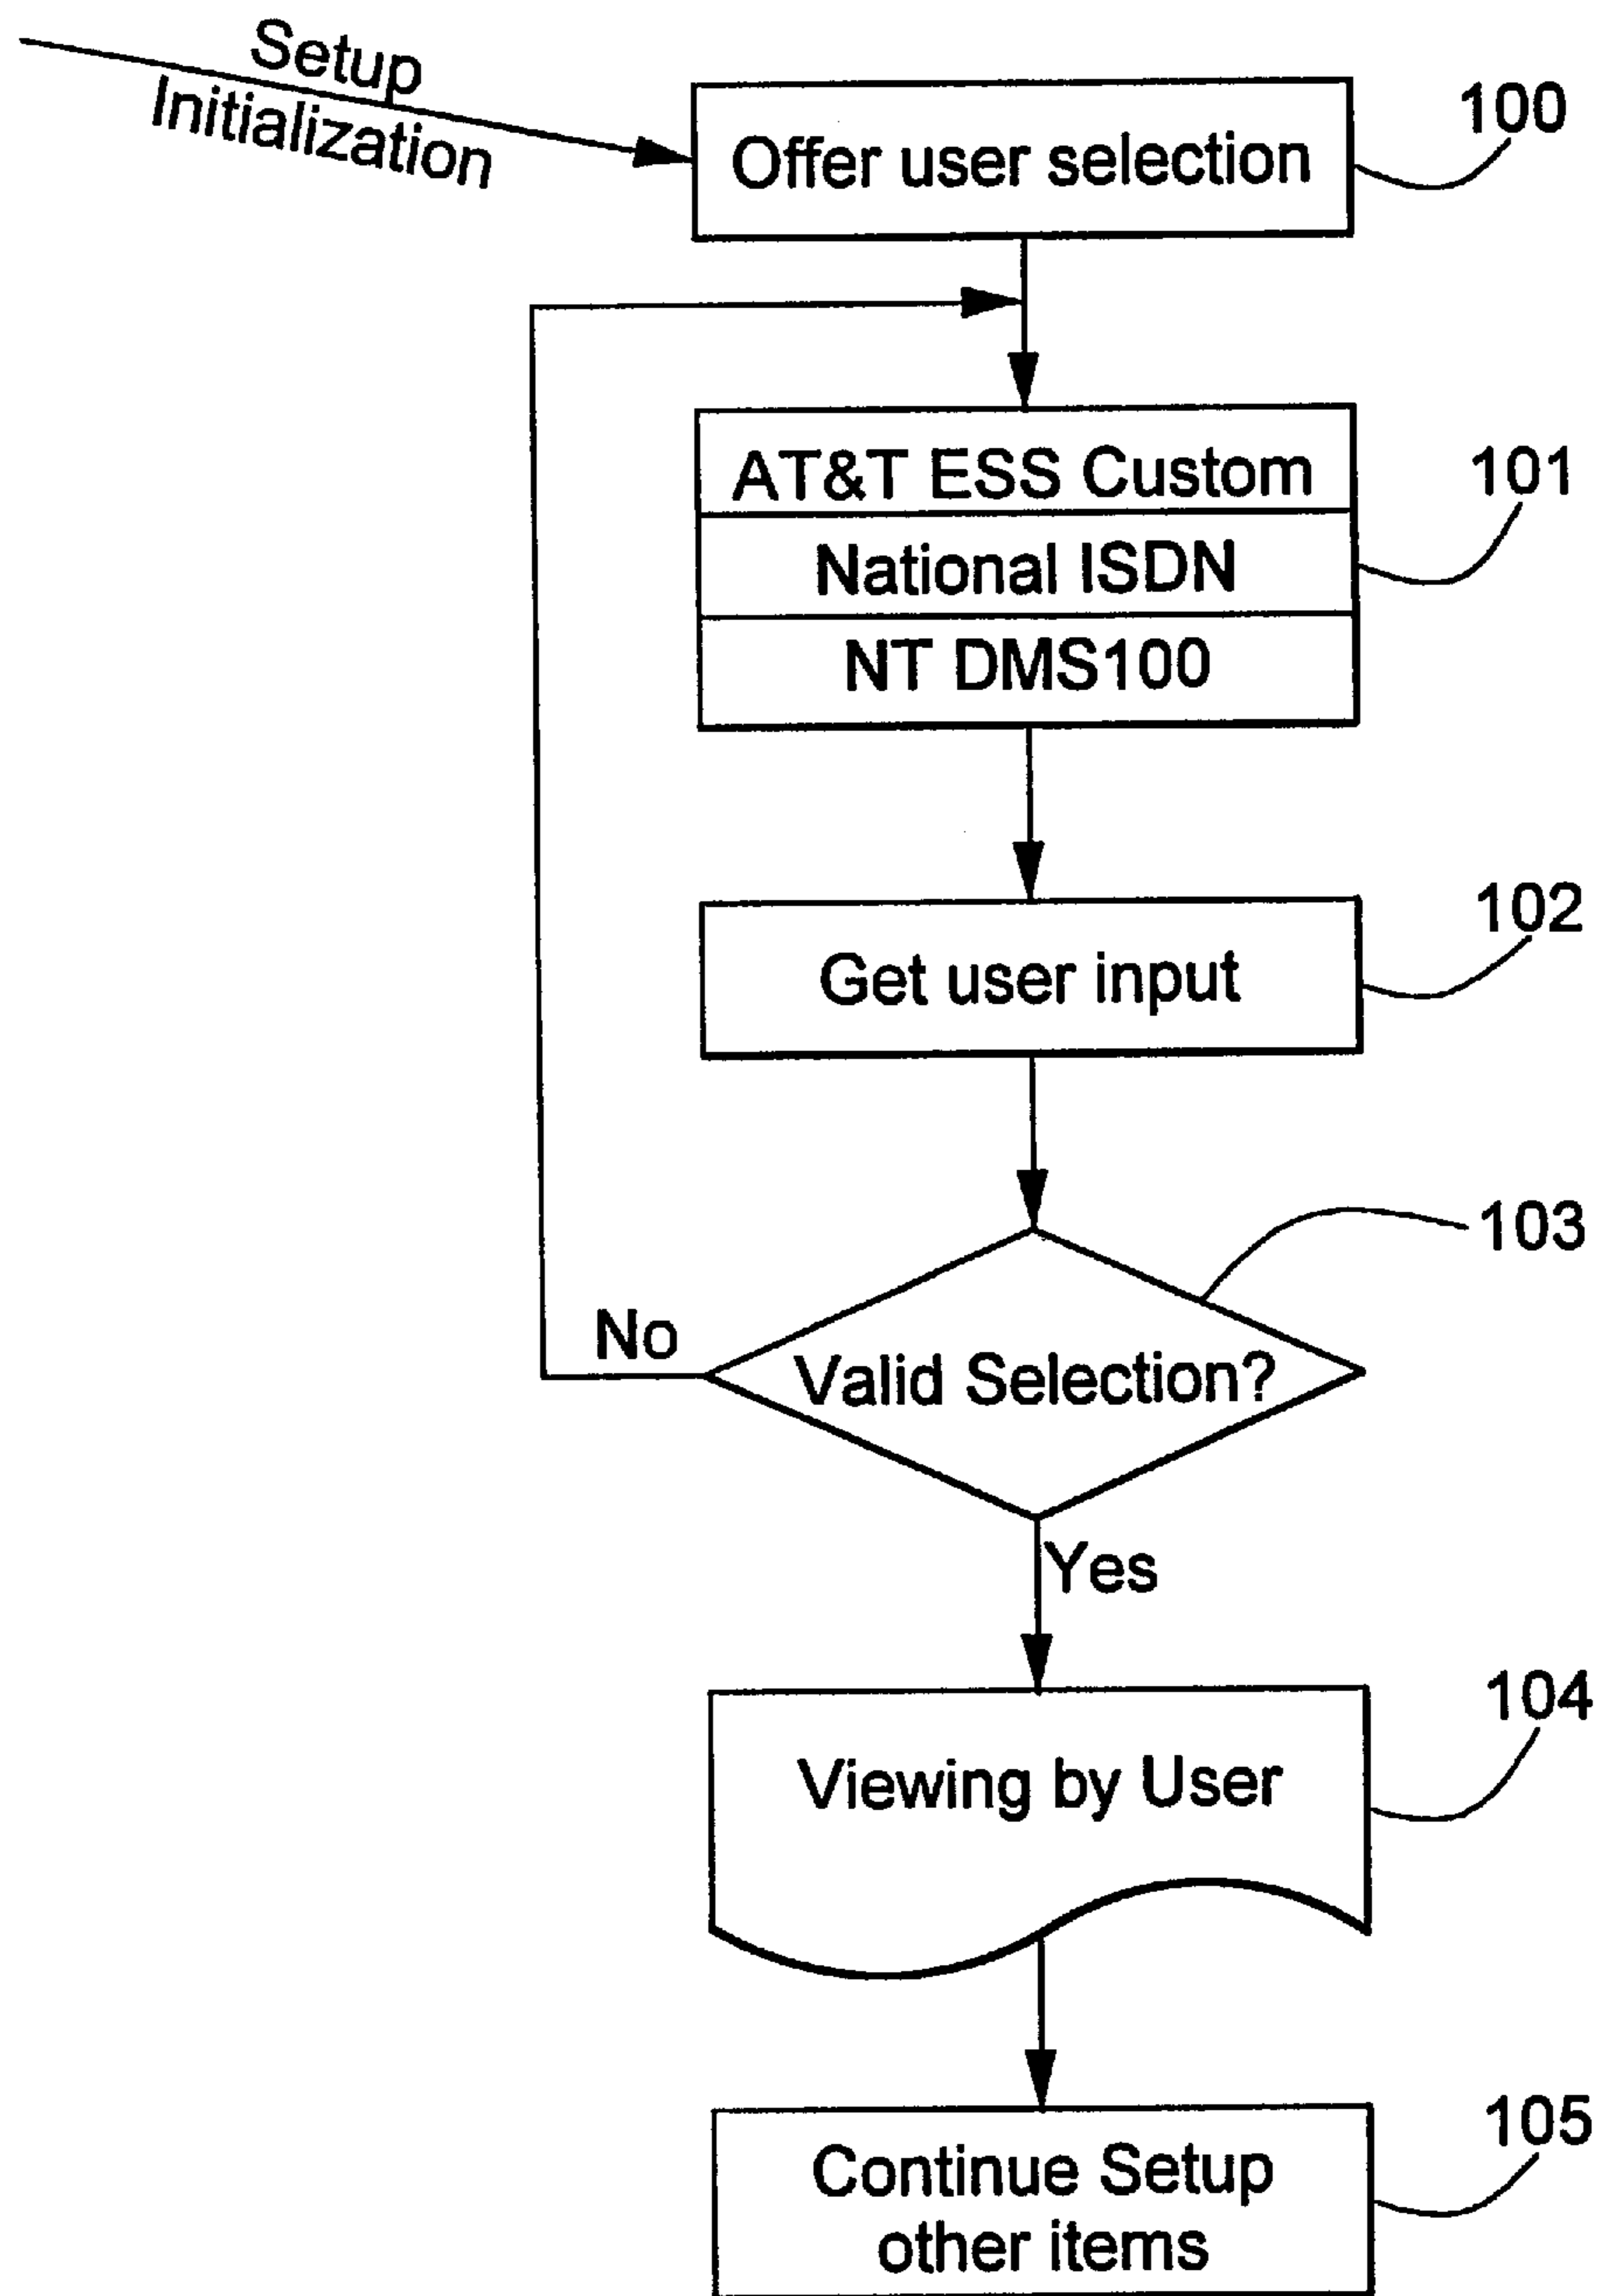 Setup
Initialization
Offer user selection
100
AT&T ESS Custom
National ISDN
NT DMS100
101
Get user input
102
103
Valid Selection?
No
Yes
Viewing by User
104
Continue Setup
other items
105